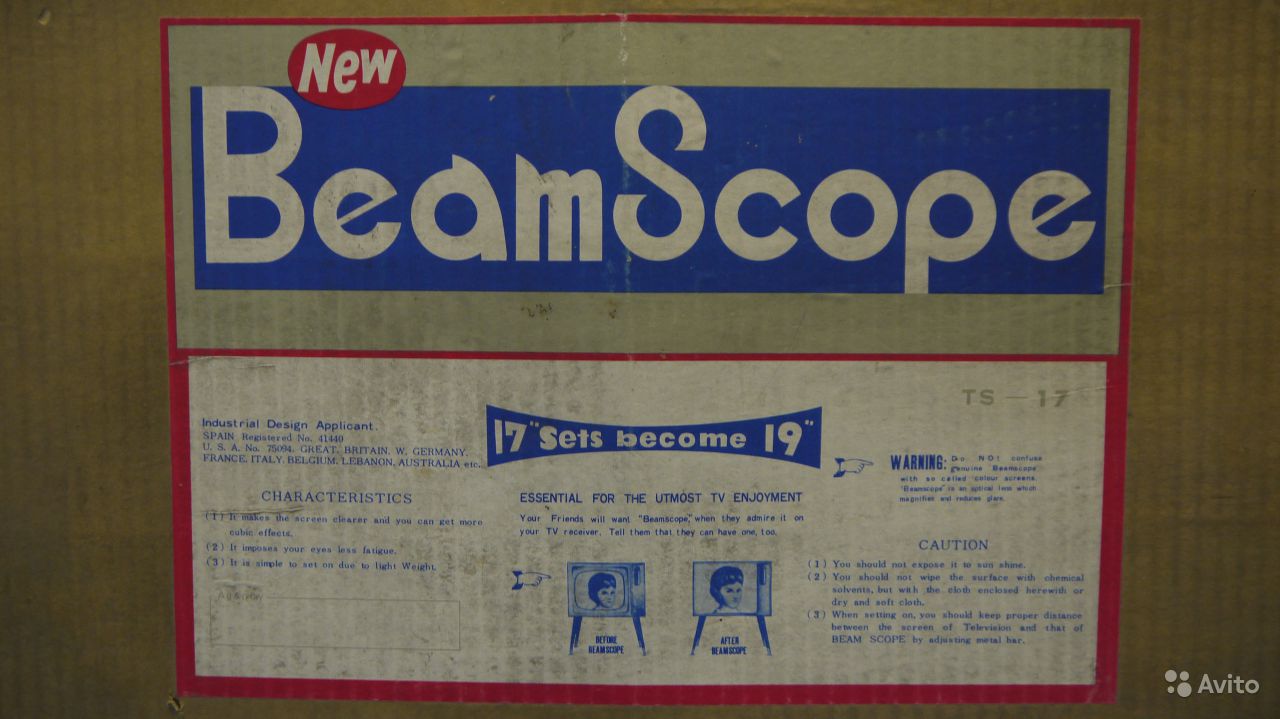 New
BeamScope
TS-17
Industrial Design Applicant.
SPAIN Registered No. 41440
U. S. A. No. 75094. GREAT. BRITAIN. W. GERMANY.
FRANCE. ITALY. BELGIUM. LEBANON. AUSTRALIA etc.
CHARACTERISTICS
(1) It makes the screen clearer and you can get more
cubic effects.
(2) It imposes your eyes less fatigue.
(3) It is simple to set on due to light Weight.
17" sets become 19"
ESSENTIAL FOR THE UTMOST TV ENJOYMENT
Your Friends will want "Beamscope," when they admire it on
your TV receiver. Tell them that they can have one, too.
BEFORE
BEAMSCOPE
AFTER
BEAMSCOPE
WARNING: Do NOT confuse
genuine "Beamscope"
with so called colour screens.
"Beamscope" is an optical lens which
magnifies and reduces glare.
CAUTION
(1) You should not expose it to sun shine.
(2) You should not wipe the surface with chemical
solvents, but with the cloth enclosed herewith or
dry and soft cloth.
(3) When setting on, you should keep proper distance
between the screen of Television and that of
BEAM SCOPE by adjusting metal bar.
Avito